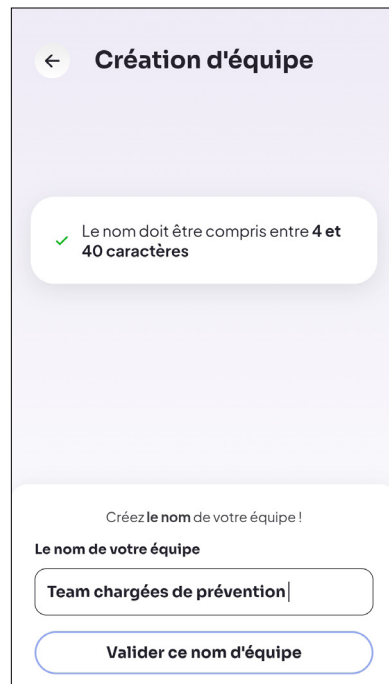 Création d'équipe
Le nom doit être compris entre 4 et
40 caractères
Créez le nom de votre équipe !
Le nom de votre équipe
Team chargées de prévention
Valider ce nom d'équipe